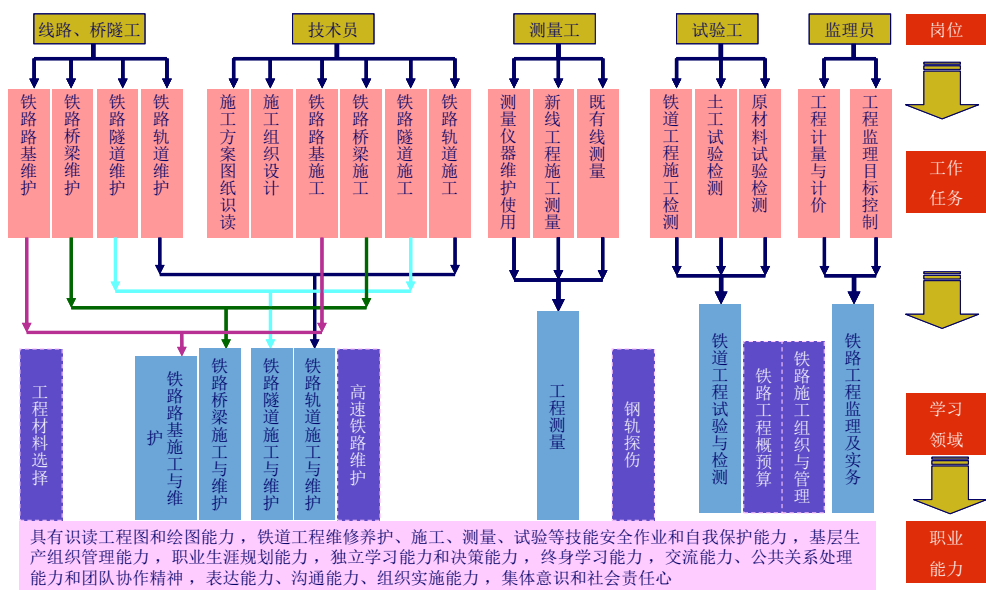 线路、桥隧工
技术员
测量工
试验工
监理员
岗位
铁路路基维护
铁路桥梁维护
铁路隧道维护
铁路轨道维护
施工方案图纸识读
施工组织设计
铁路路基施工
铁路桥梁施工
铁路隧道施工
铁路轨道施工
测量仪器维护使用
新线工程施工测量
既有线测量
铁道工程施工检测
土工试验检测
原材料试验检测
工程计量与计价
工程监理目标控制
工作
任务
工程材料选择
铁路路基施工与维
护
铁路桥梁施工与维护
铁路隧道施工与维护
铁路轨道施工与维护
高速铁路维护
工程测量
钢轨探伤
铁道工程试验与检测
铁路工程概预算
铁路施工组织与管理
铁路工程监理及实务
学习
领域
具有识读工程图和绘图能力，铁道工程维修养护、施工、测量、试验等技能安全作业和自我保护能力，基层生
产组织管理能力，职业生涯规划能力，独立学习能力和决策能力，终身学习能力，交流能力、公共关系处理
能力和团队协作精神，表达能力、沟通能力、组织实施能力，集体意识和社会责任心
职业
能力